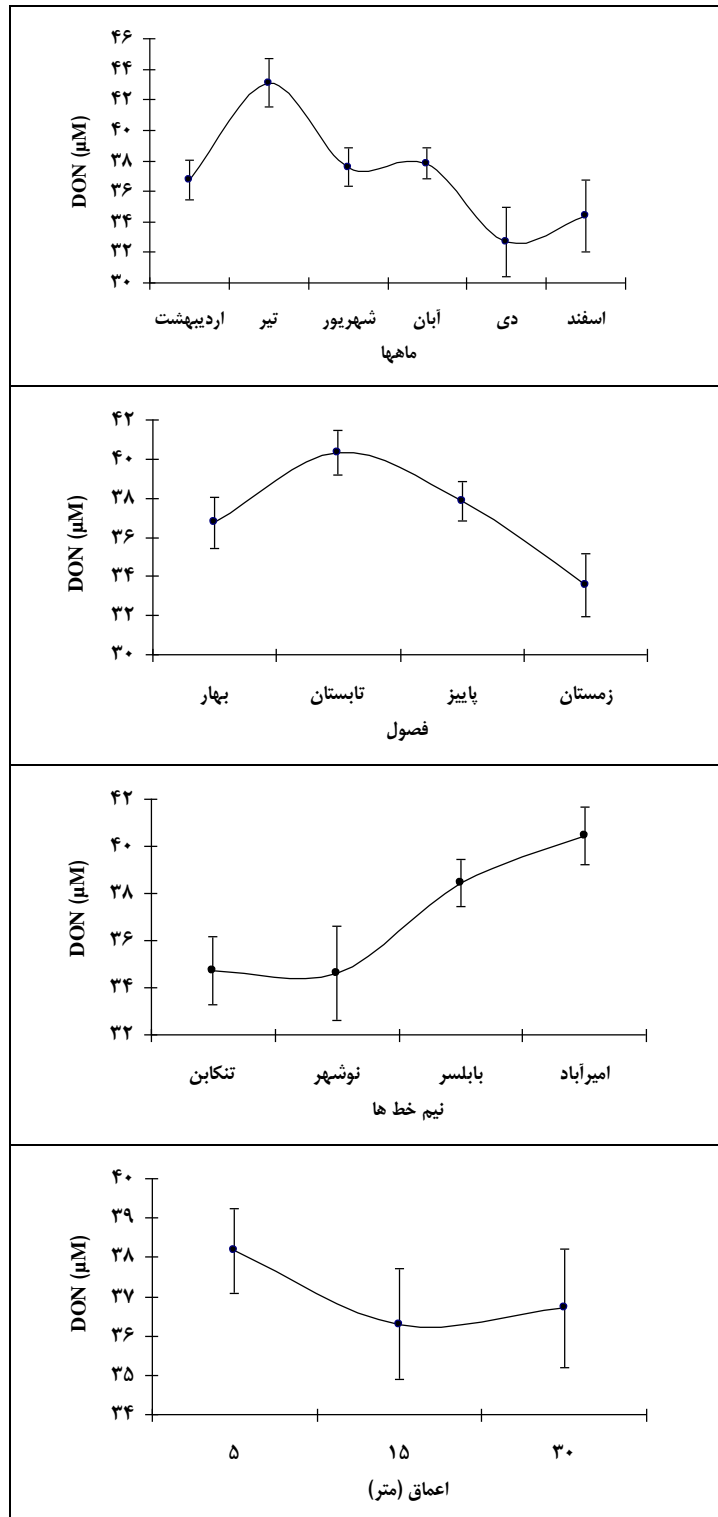 DON (µM)
۴۶
۴۴
۴۲
۴۰
۳۸
۳۶
۳۴
۳۲
۳۰
اردیبهشت تیر شهریور آبان دی اسفند
ماهها
DON (µM)
۴۲
۴۰
۳۸
۳۶
۳۴
۳۲
۳۰
بهار تابستان پاییز زمستان
فصول
DON (µM)
۴۲
۴۰
۳۸
۳۶
۳۴
۳۲
تنکابن نوشهر بابلسر امیرآباد
نیم خط ها
DON (µM)
۴۰
۳۹
۳۸
۳۷
۳۶
۳۵
۳۴
۵ ۱۵ ۳۰
اعماق (متر)